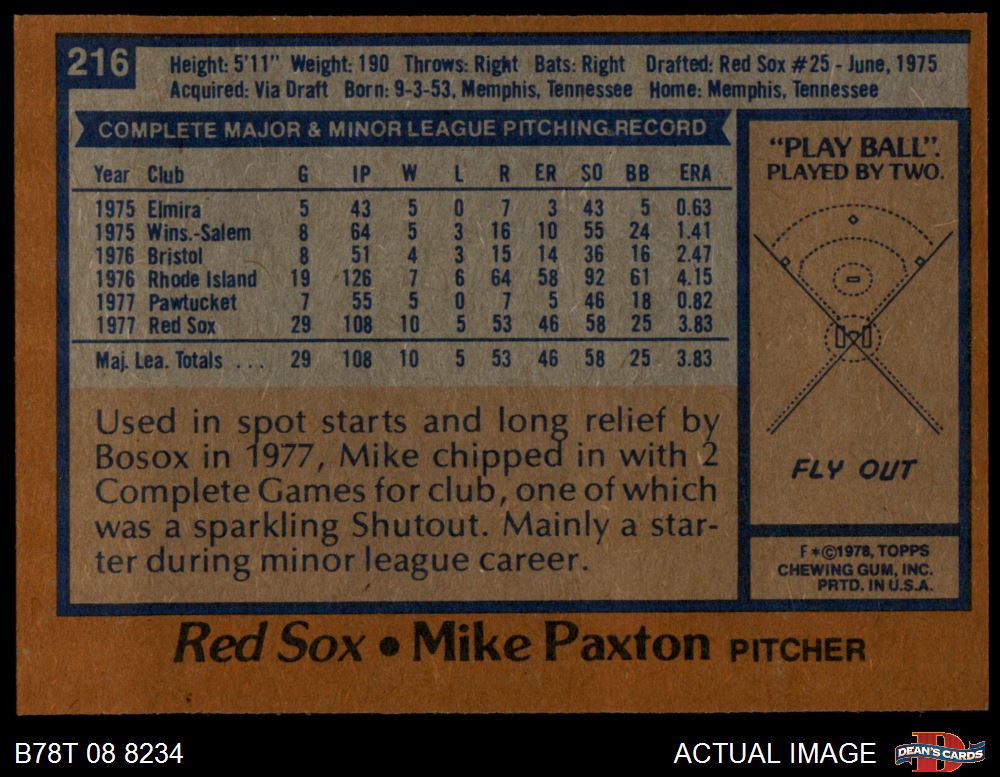 216
Height: 5'11" Weight: 190 Throws: Right Bats: Right Drafted: Red Sox #25 - June, 1975
Acquired: Via Draft Born: 9-3-53, Memphis, Tennessee Home: Memphis, Tennessee
COMPLETE MAJOR & MINOR LEAGUE PITCHING RECORD
Year Club G IP W L R ER SO BB ERA
1975 Elmira 5 43 5 0 7 3 43 5 0.63
1975 Wins.-Salem 8 64 5 3 16 10 55 24 1.41
1976 Bristol 8 51 4 3 15 14 36 16 2.47
1976 Rhode Island 19 126 7 6 64 58 92 61 4.15
1977 Pawtucket 7 55 5 0 7 5 46 18 0.82
1977 Red Sox 29 108 10 5 53 46 58 25 3.83
Maj. Lea. Totals . . . 29 108 10 5 53 46 58 25 3.83
Used in spot starts and long relief by
Bosox in 1977, Mike chipped in with 2
Complete Games for club, one of which
was a sparkling Shutout. Mainly a star-
ter during minor league career.
"PLAY BALL".
PLAYED BY TWO.
FLY OUT
F*©1978, TOPPS
CHEWING GUM, INC.
PRTD. IN U.S.A.
Red Sox • Mike Paxton PITCHER
B78T 08 8234
ACTUAL IMAGE
D
DEAN'S CARDS